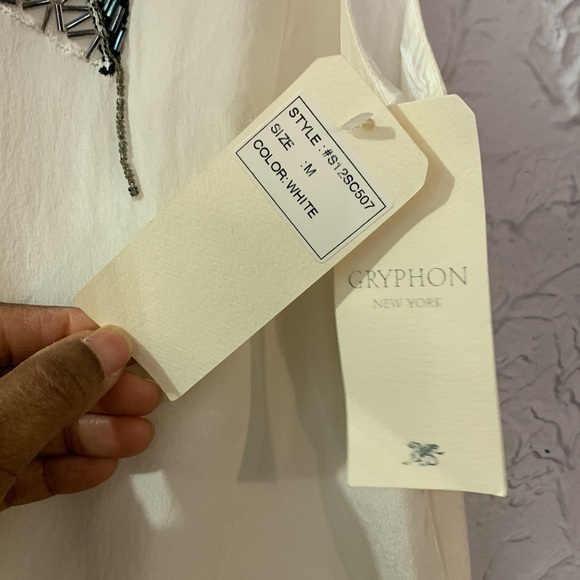 STYLE :#S12SC507
SIZE :M
COLOR:WHITE
GRYPHON
NEW YORK